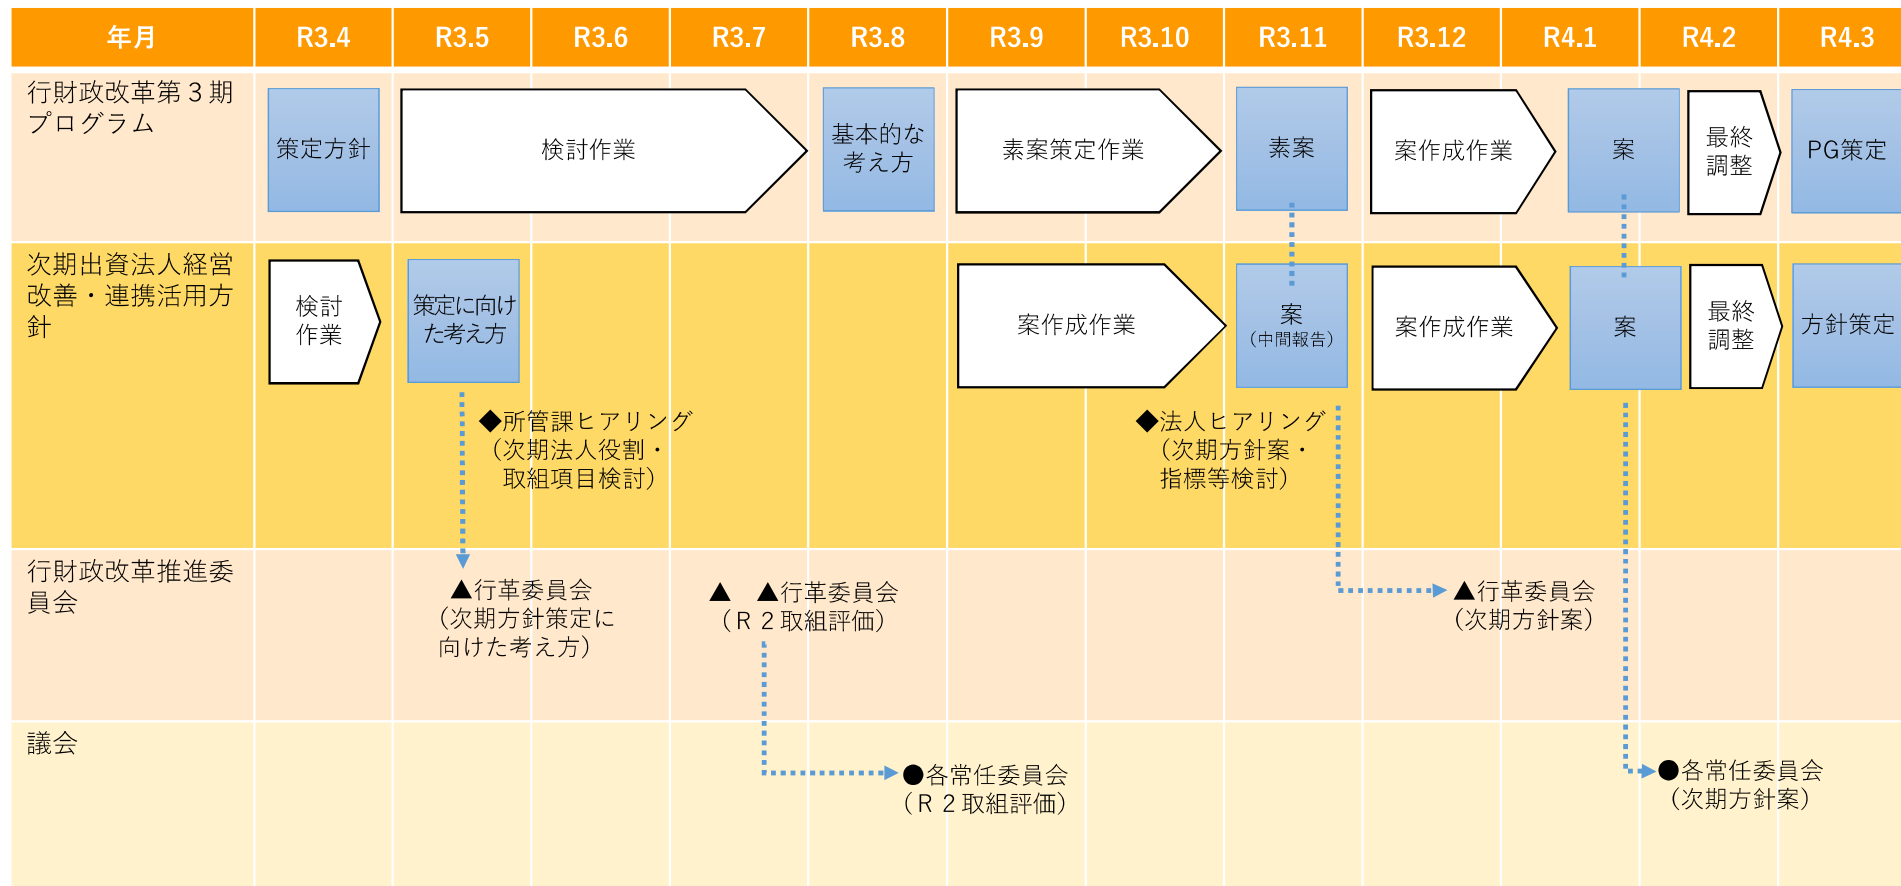 年月 R3.4 R3.5 R3.6 R3.7 R3.8 R3.9 R3.10 R3.11 R3.12 R4.1 R4.2 R4.3
行財政改革第３期
プログラム
策定方針
検討作業
基本的な
考え方
素案策定作業
素案
案作成作業
案
最終
調整
PG策定
次期出資法人経営
改善・連携活用方
針
検討
作業
策定に向け
た考え方
案作成作業
案
（中間報告）
案作成作業
案
最終
調整
方針策定
◆所管課ヒアリング
（次期法人役割・
取組項目検討）
◆法人ヒアリング
（次期方針案・
指標等検討）
行財政改革推進委
員会
▲行革委員会
（次期方針策定に
向けた考え方）
▲ ▲行革委員会
（Ｒ２取組評価）
▲行革委員会
（次期方針案）
議会
●各常任委員会
（Ｒ２取組評価）
●各常任委員会
（次期方針案）